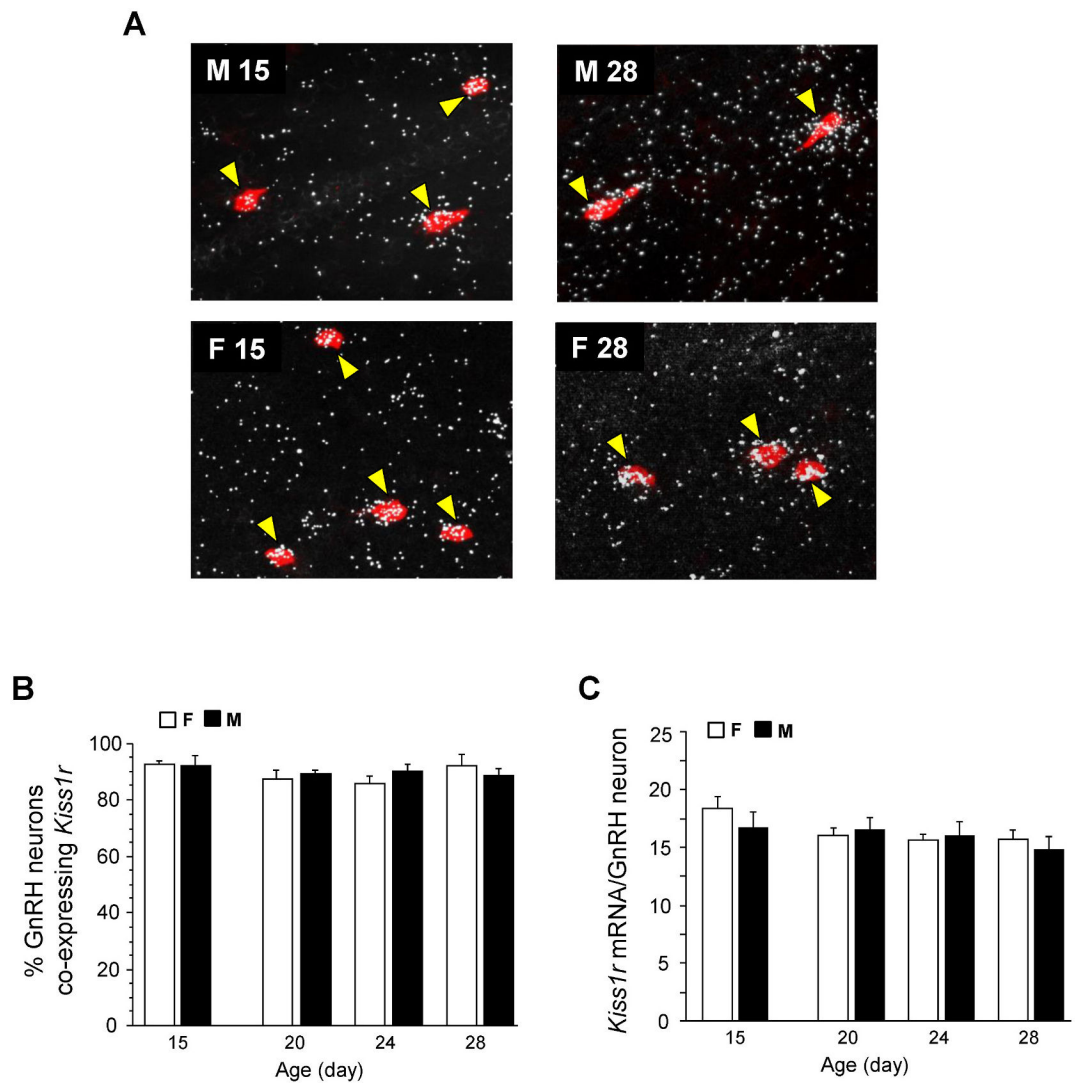 A
M 15
M 28
F 15
F 28
B
F M
% GnRH neurons
co-expressing Kiss1r
100
80
60
40
20
0
15 20 24 28
Age (day)
C
F M
Kiss1r mRNA/GnRH neuron
25
20
15
10
5
0
15 20 24 28
Age (day)